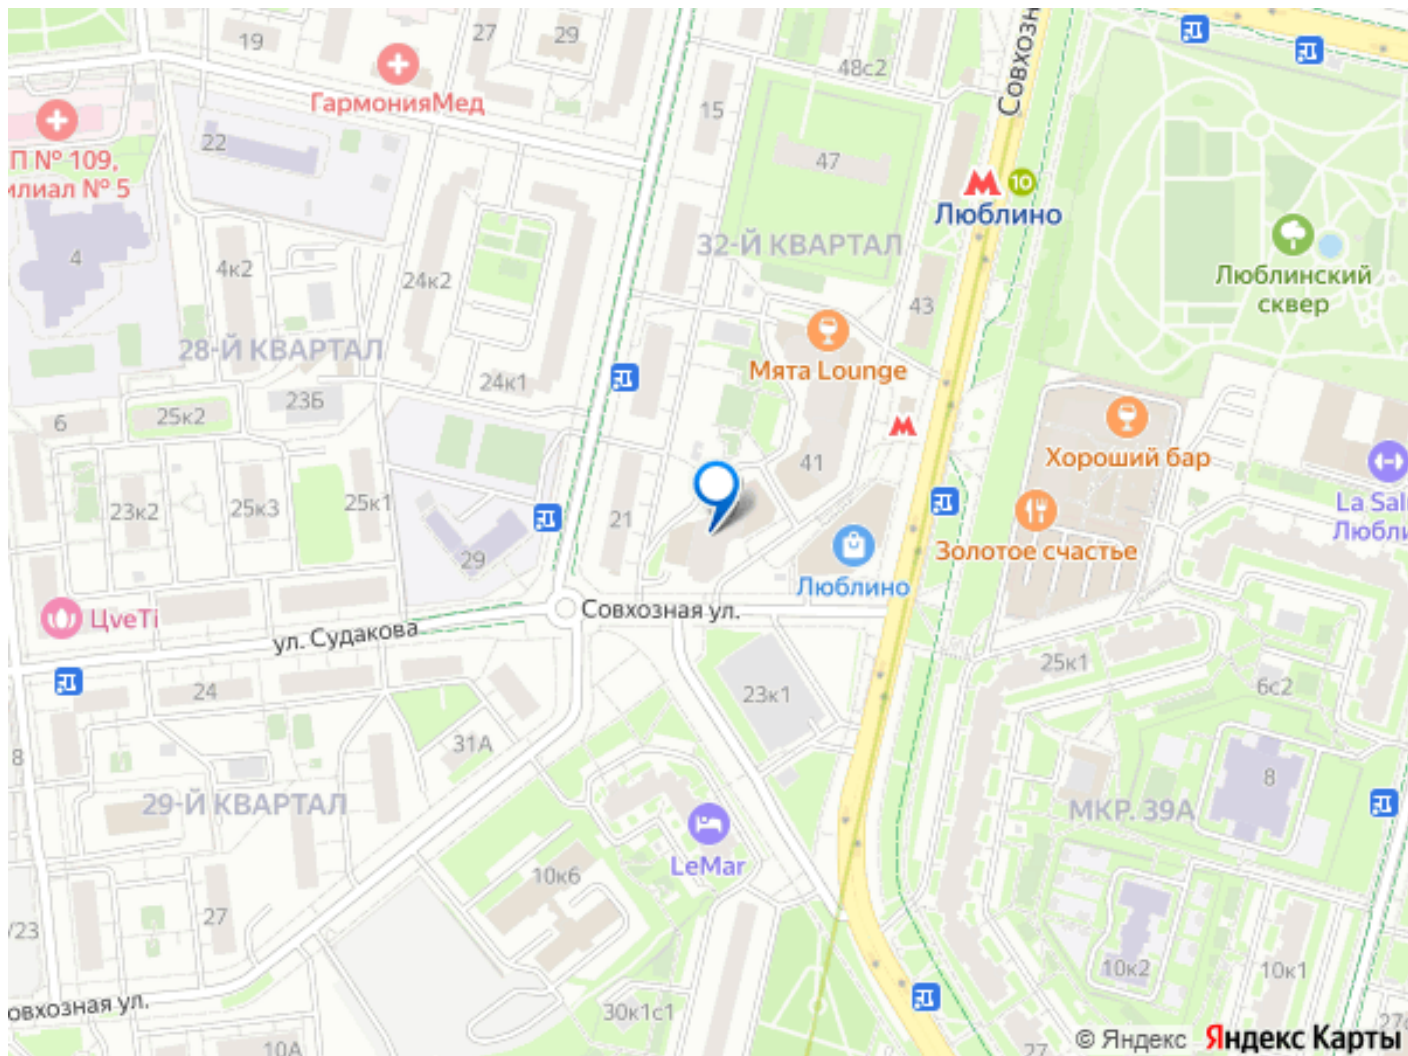 19
27
29
48с2
Совхозн
ГармонияМед
15
22
47
П № 109,
илиал № 5
10
Люблино
32-Й КВАРТАЛ
4
4к2
24к2
43
Люблинский
сквер
28-Й КВАРТАЛ
24к1
Мята Lounge
23Б
25к2
6
Хороший бар
41
23к2
25к3
25к1
21
La Sal
Любли
29
Золотое счастье
Люблино
ЦveTi
Совхозная ул.
ул. Судакова
24
23к1
25к1
6с2
31А
8
8
29-Й КВАРТАЛ
МКР. 39А
LeMar
10к6
27
/23
10к2
10к1
овхозная ул.
30к1с1
10А
27
27с
© Яндекс
Яндекс Карты